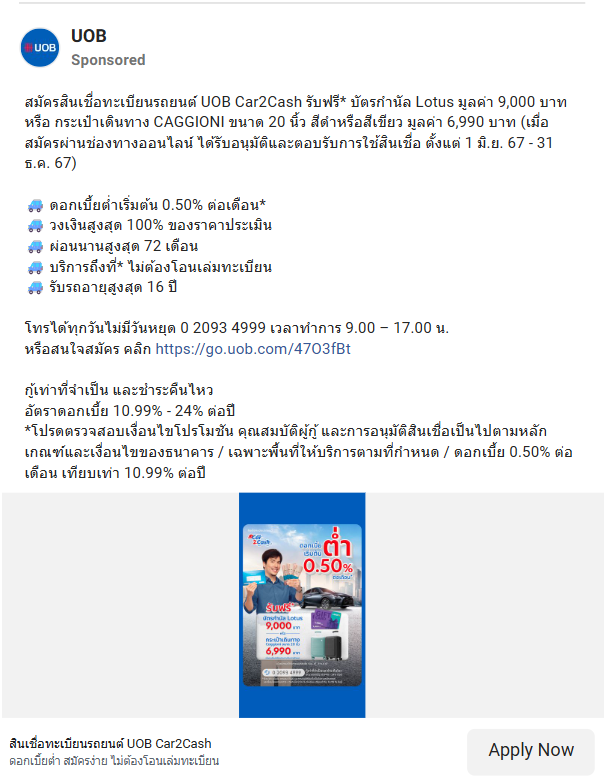 UOB
UOB
Sponsored
สมัครสินเชื่อทะเบียนรถยนต์ UOB Car2Cash รับฟรี* บัตรกำนัล Lotus มูลค่า 9,000 บาท
หรือ กระเป๋าเดินทาง CAGGIONI ขนาด 20 นิ้ว สีดำหรือสีเขียว มูลค่า 6,990 บาท (เมื่อ
สมัครผ่านช่องทางออนไลน์ ได้รับอนุมัติและตอบรับการใช้สินเชื่อ ตั้งแต่ 1 มิ.ย. 67 - 31
ธ.ค. 67)
🚙 ดอกเบี้ยต่ำเริ่มต้น 0.50% ต่อเดือน*
🚙 วงเงินสูงสุด 100% ของราคาประเมิน
🚙 ผ่อนนานสูงสุด 72 เดือน
🚙 บริการถึงที่* ไม่ต้องโอนเล่มทะเบียน
🚙 รับรถอายุสูงสุด 16 ปี
โทรได้ทุกวันไม่มีวันหยุด 0 2093 4999 เวลาทำการ 9.00 – 17.00 น.
หรือสนใจสมัคร คลิก https://go.uob.com/47O3fBt
กู้เท่าที่จำเป็น และชำระคืนไหว
อัตราดอกเบี้ย 10.99% - 24% ต่อปี
*โปรดตรวจสอบเงื่อนไขโปรโมชัน คุณสมบัติผู้กู้ และการอนุมัติสินเชื่อเป็นไปตามหลัก
เกณฑ์และเงื่อนไขของธนาคาร / เฉพาะพื้นที่ให้บริการตามที่กำหนด / ดอกเบี้ย 0.50% ต่อ
เดือน เทียบเท่า 10.99% ต่อปี
Car
2Cash
ดอกเบี้ย
เริ่มต้น
ต่ำ
0.50%
ต่อเดือน*
รับฟรี*
บัตรกำนัล Lotus
9,000 บาท
หรือ
กระเป๋าเดินทาง
6,990 บาท
0 2093 4999
สินเชื่อทะเบียนรถยนต์ UOB Car2Cash
ดอกเบี้ยต่ำ สมัครง่าย ไม่ต้องโอนเล่มทะเบียน
Apply Now